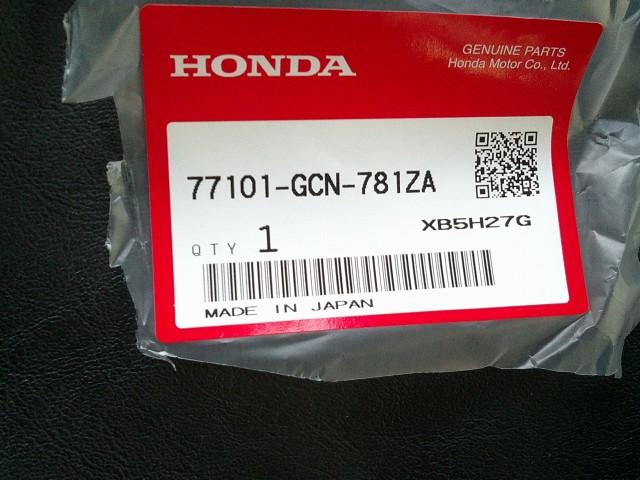 HONDA
GENUINE PARTS
Honda Motor Co., Ltd.
77101-GCN-781ZA
XB5H27G
QTY 1
MADE IN JAPAN